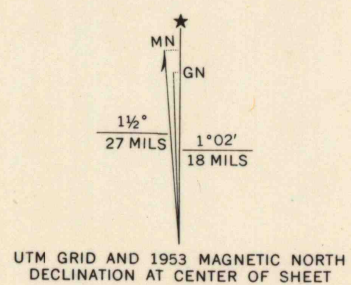 ★
MN
GN
1½°
27 MILS
1°02′
18 MILS
UTM GRID AND 1953 MAGNETIC NORTH
DECLINATION AT CENTER OF SHEET